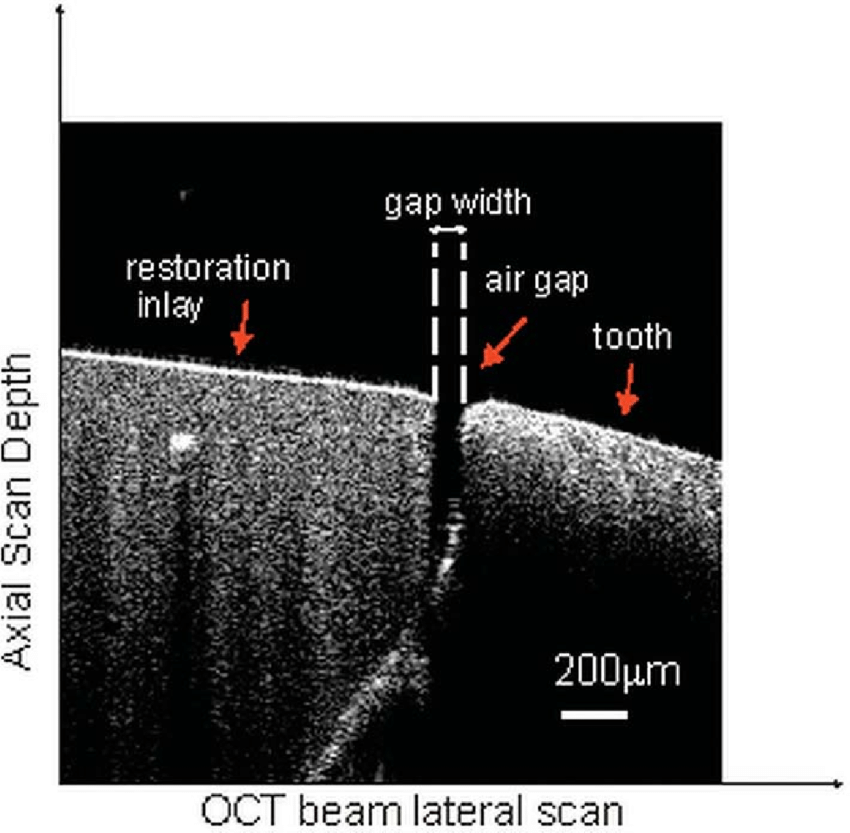 gap width
restoration
inlay
air gap
tooth
200μm
Axial Scan Depth
OCT beam lateral scan